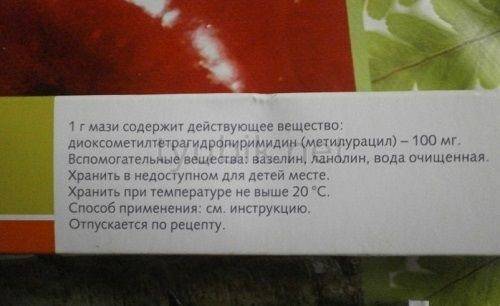 1 г мази содержит действующее вещество:
диоксометилтетрагидропиримидин (метилурацил) – 100 мг.
Вспомогательные вещества: вазелин, ланолин, вода очищенная.
Хранить в недоступном для детей месте.
Хранить при температуре не выше 20 °С.
Способ применения: см. инструкцию.
Отпускается по рецепту.